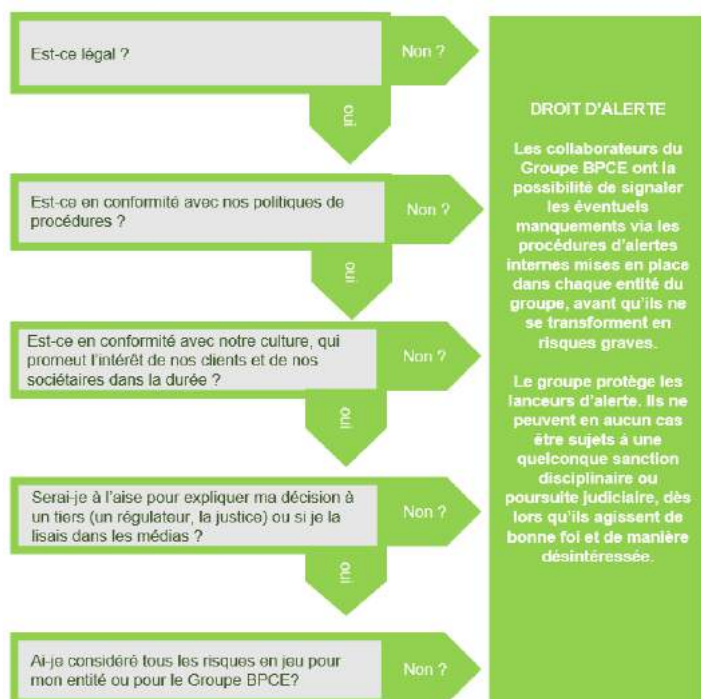 Est-ce légal ?
Non ?
oui
Est-ce en conformité avec nos politiques de
procédures ?
Non ?
oui
Est-ce en conformité avec notre culture, qui
promeut l'intérêt de nos clients et de nos
sociétaires dans la durée ?
Non ?
oui
Serai-je à l'aise pour expliquer ma décision à
un tiers (un régulateur, la justice) ou si je la
lisais dans les médias ?
Non ?
oui
Ai-je considéré tous les risques en jeu pour
mon entité ou pour le Groupe BPCE?
Non ?
DROIT D'ALERTE
Les collaborateurs du
Groupe BPCE ont la
possibilité de signaler
les éventuels
manquements via les
procédures d'alertes
internes mises en place
dans chaque entité du
groupe, avant qu'ils ne
se transforment en
risques graves.
Le groupe protège les
lanceurs d'alerte. Ils ne
peuvent en aucun cas
être sujets à une
quelconque sanction
disciplinaire ou
poursuite judiciaire, dès
lors qu'ils agissent de
bonne foi et de manière
désintéressée.